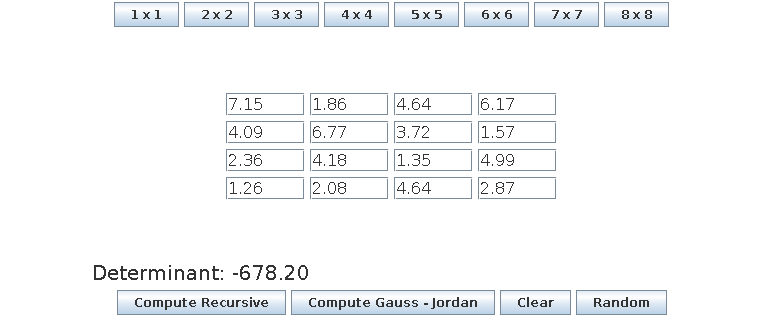 1 x 1 2 x 2 3 x 3 4 x 4 5 x 5 6 x 6 7 x 7 8 x 8
7.15 1.86 4.64 6.17
4.09 6.77 3.72 1.57
2.36 4.18 1.35 4.99
1.26 2.08 4.64 2.87
Determinant: -678.20
Compute Recursive Compute Gauss - Jordan Clear Random